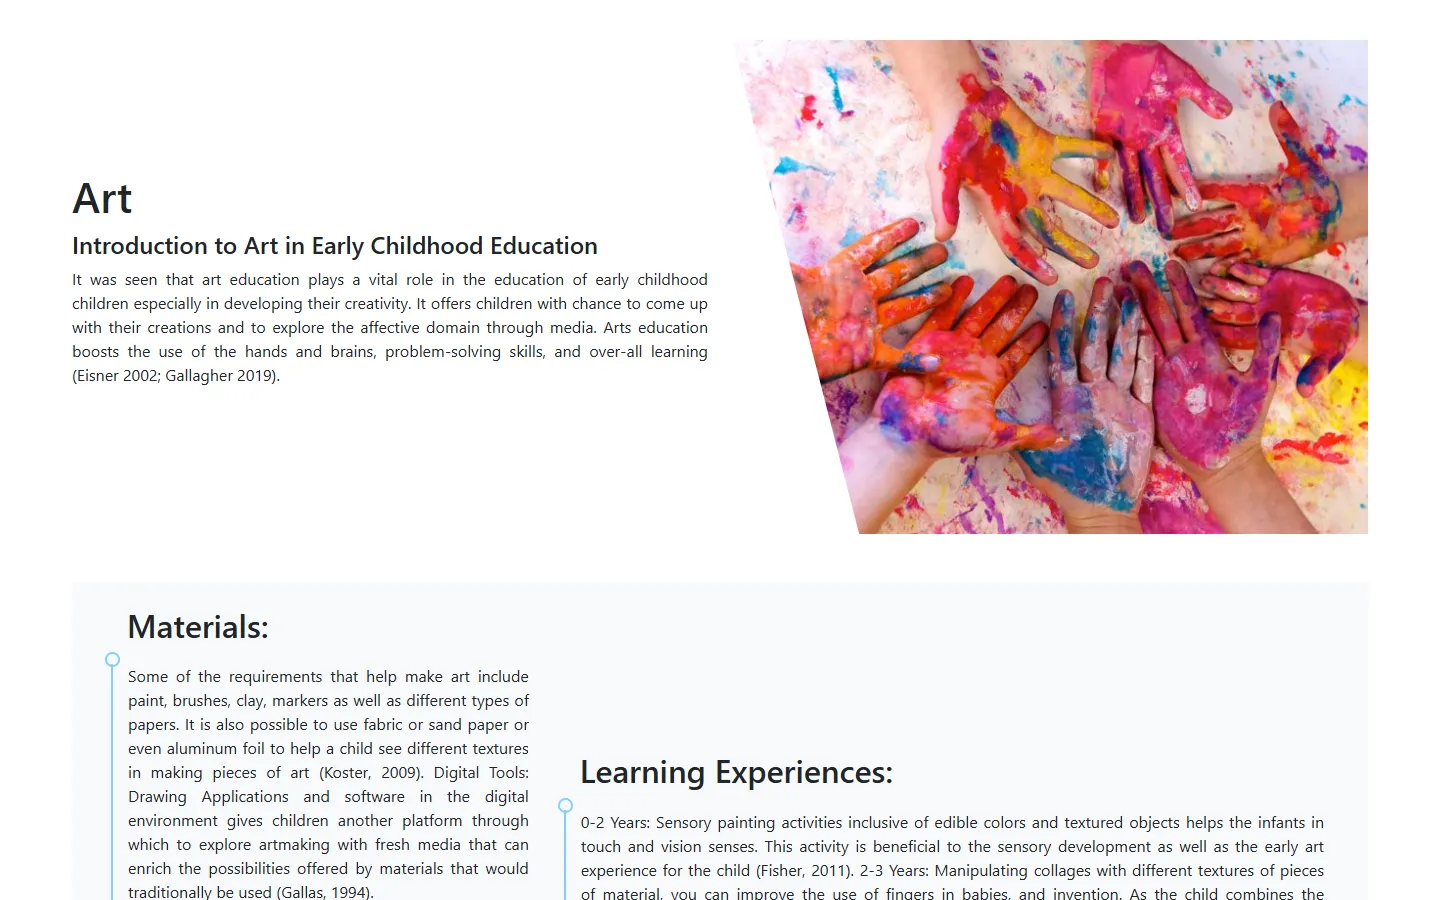 Art
Introduction to Art in Early Childhood Education
It was seen that art education plays a vital role in the education of early childhood
children especially in developing their creativity. It offers children with chance to come up
with their creations and to explore the affective domain through media. Arts education
boosts the use of the hands and brains, problem-solving skills, and over-all learning
(Eisner 2002; Gallagher 2019).
Materials:
Some of the requirements that help make art include
paint, brushes, clay, markers as well as different types of
papers. It is also possible to use fabric or sand paper or
even aluminum foil to help a child see different textures
in making pieces of art (Koster, 2009). Digital Tools:
Drawing Applications and software in the digital
environment gives children another platform through
which to explore artmaking with fresh media that can
enrich the possibilities offered by materials that would
traditionally be used (Gallas, 1994).
Learning Experiences:
0-2 Years: Sensory painting activities inclusive of edible colors and textured objects helps the infants in
touch and vision senses. This activity is beneficial to the sensory development as well as the early art
experience for the child (Fisher, 2011). 2-3 Years: Manipulating collages with different textures of pieces
of material, you can improve the use of fingers in babies, and invention. As the child combines the